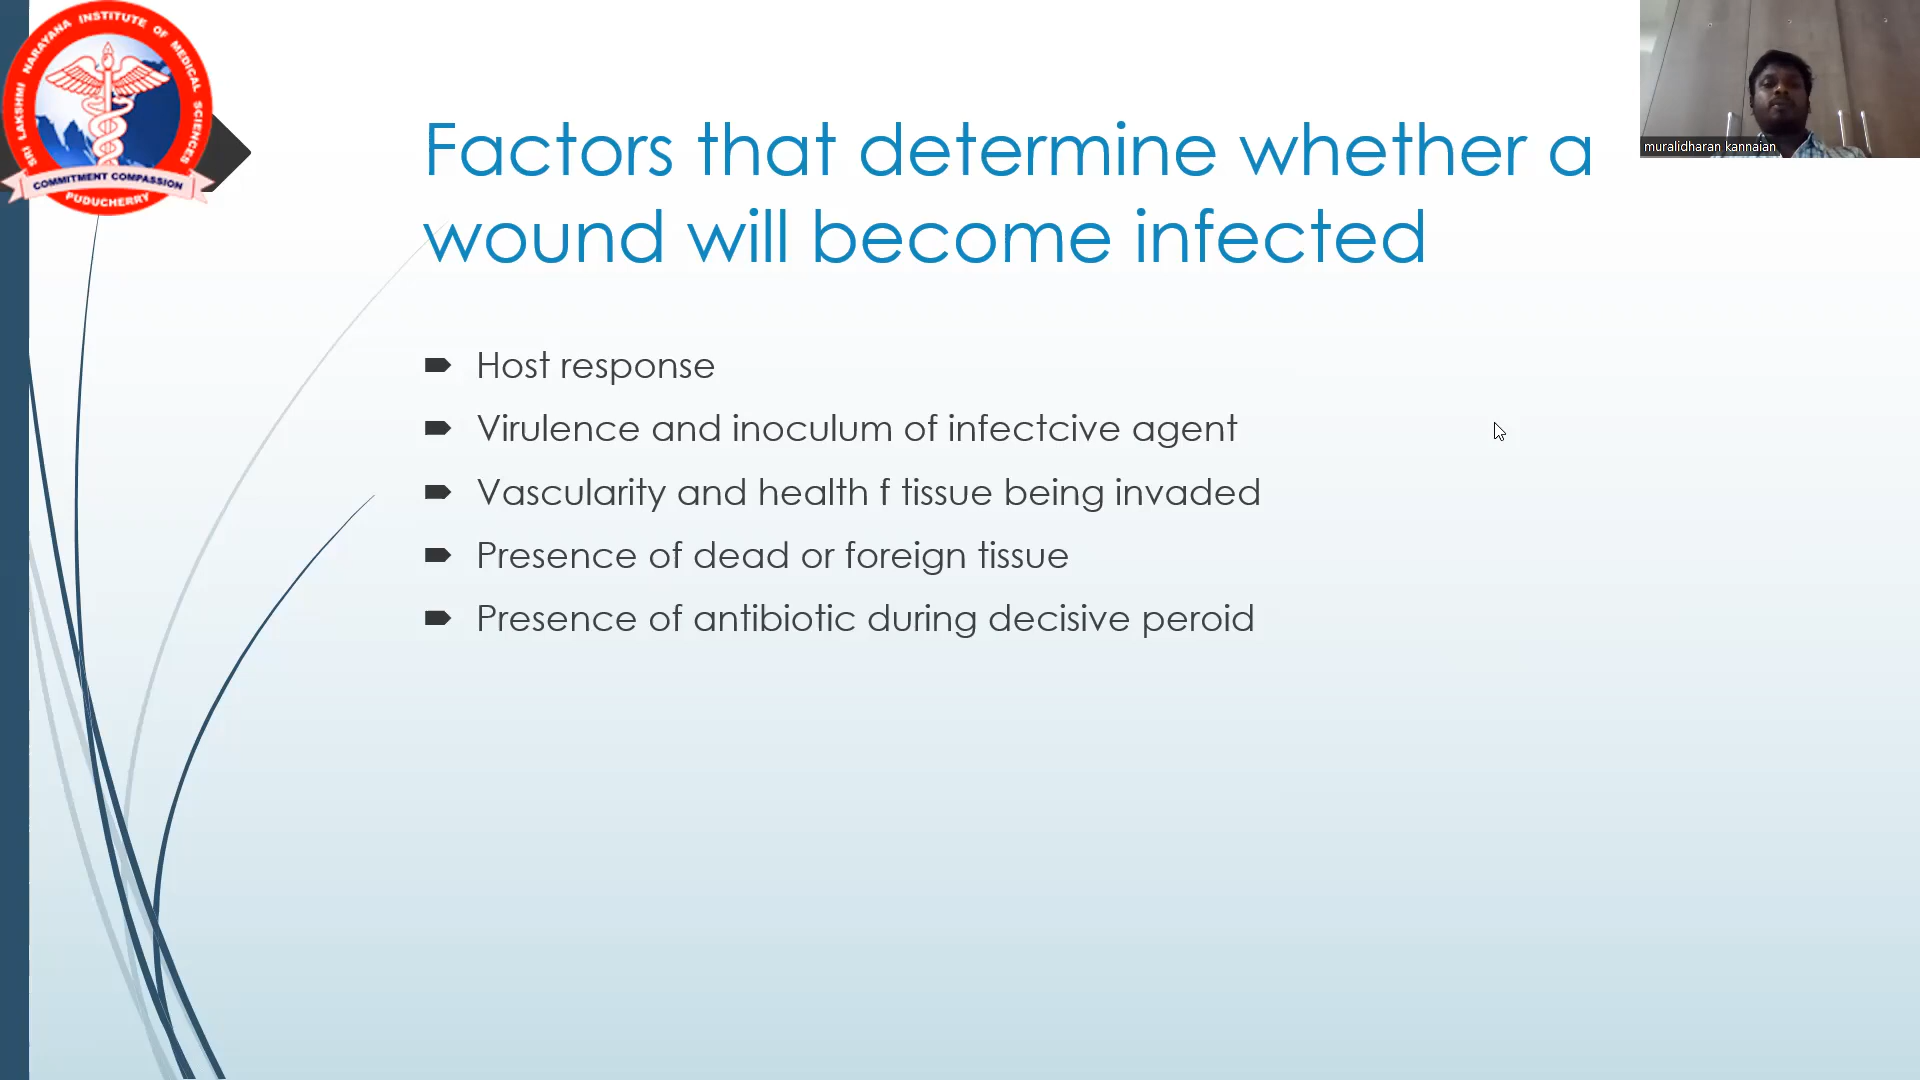 SRI LAKSHMI NARAYANA INSTITUTE OF MEDICAL SCIENCES
COMMITMENT COMPASSION
PUDUCHERRY
muralidharan kannaian
Factors that determine whether a
wound will become infected
Host response
Virulence and inoculum of infectcive agent
Vascularity and health f tissue being invaded
Presence of dead or foreign tissue
Presence of antibiotic during decisive peroid